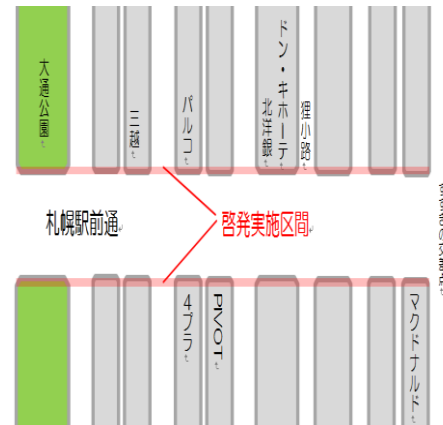 大通公園
三越
パルコ
北洋銀
ドン・キホーテ
狸小路
札幌駅前通
啓発実施区間
4プラ
PIVOT
マクドナルド